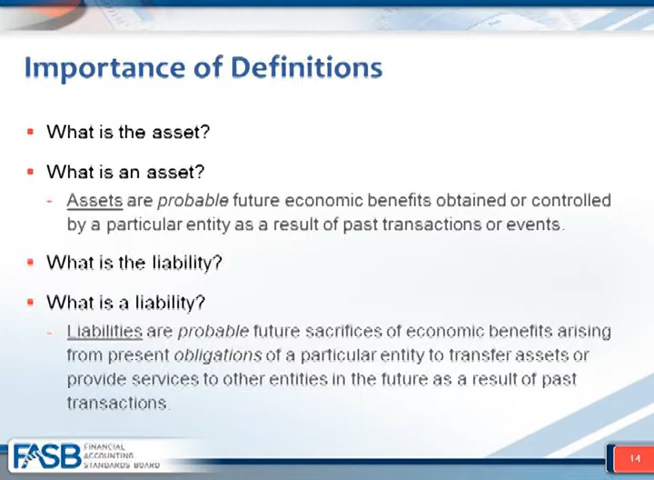 Importance of Definitions
▪ What is the asset?
▪ What is an asset?
- Assets are probable future economic benefits obtained or controlled
by a particular entity as a result of past transactions or events.
▪ What is the liability?
▪ What is a liability?
- Liabilities are probable future sacrifices of economic benefits arising
from present obligations of a particular entity to transfer assets or
provide services to other entities in the future as a result of past
transactions.
FASB
FINANCIAL
ACCOUNTING
STANDARDS BOARD
14